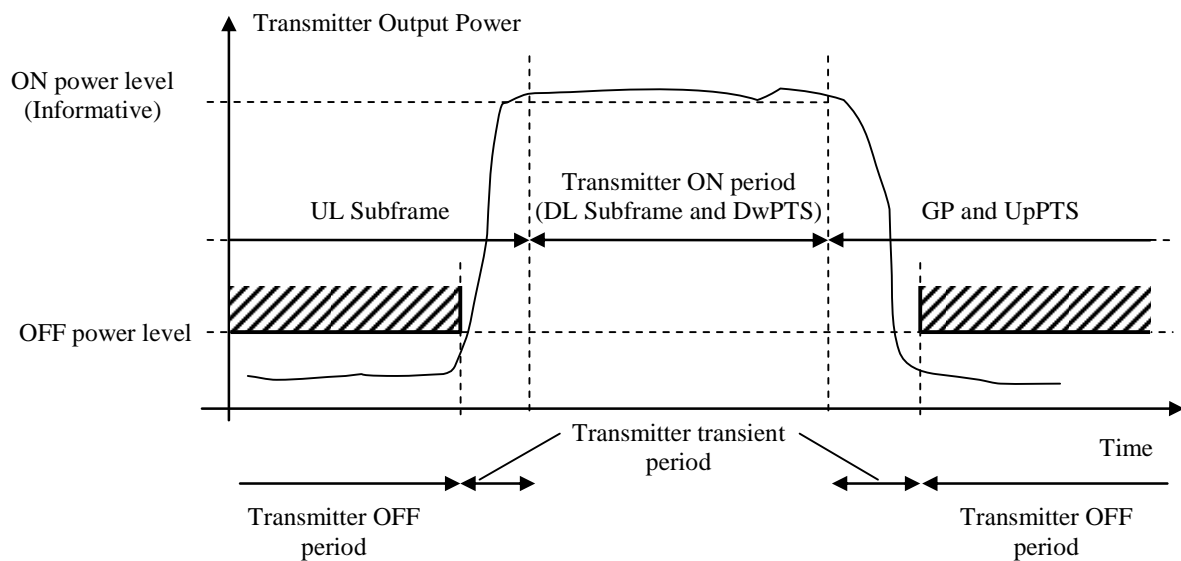 Transmitter Output Power
ON power level
(Informative)
Transmitter ON period
(DL Subframe and DwPTS)
UL Subframe
GP and UpPTS
OFF power level
Transmitter transient
period
Time
Transmitter OFF
period
Transmitter OFF
period